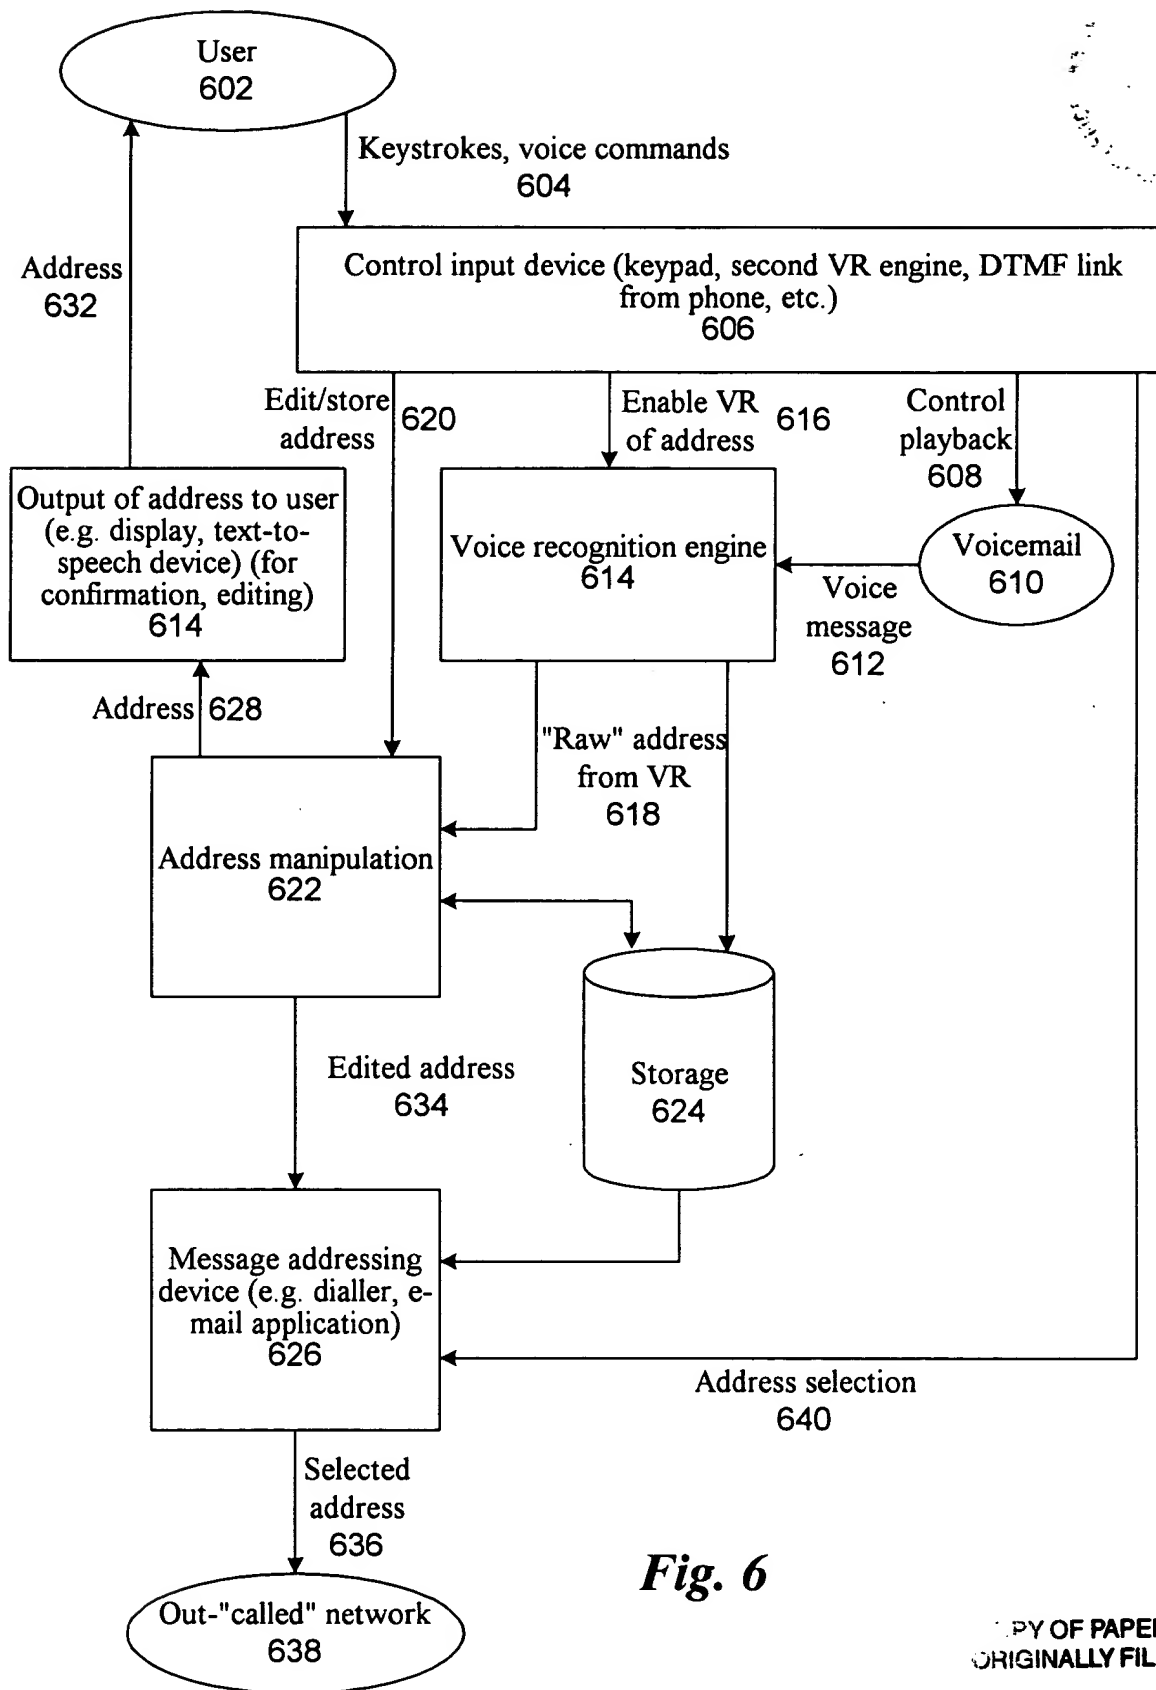 User
602
Keystrokes, voice commands
604
Address
632
Control input device (keypad, second VR engine, DTMF link
from phone, etc.)
606
Edit/store
address
620
Enable VR
of address
616
Control
playback
608
Output of address to user
(e.g. display, text-to-
speech device) (for
confirmation, editing)
614
Voice recognition engine
614
Voicemail
610
Voice
message
612
Address 628
"Raw" address
from VR
618
Address manipulation
622
Edited address
634
Storage
624
Message addressing
device (e.g. dialler, e-
mail application)
626
Address selection
640
Selected
address
636
Fig. 6
Out-"called" network
638
PY OF PAPE
ORIGINALLY FIL